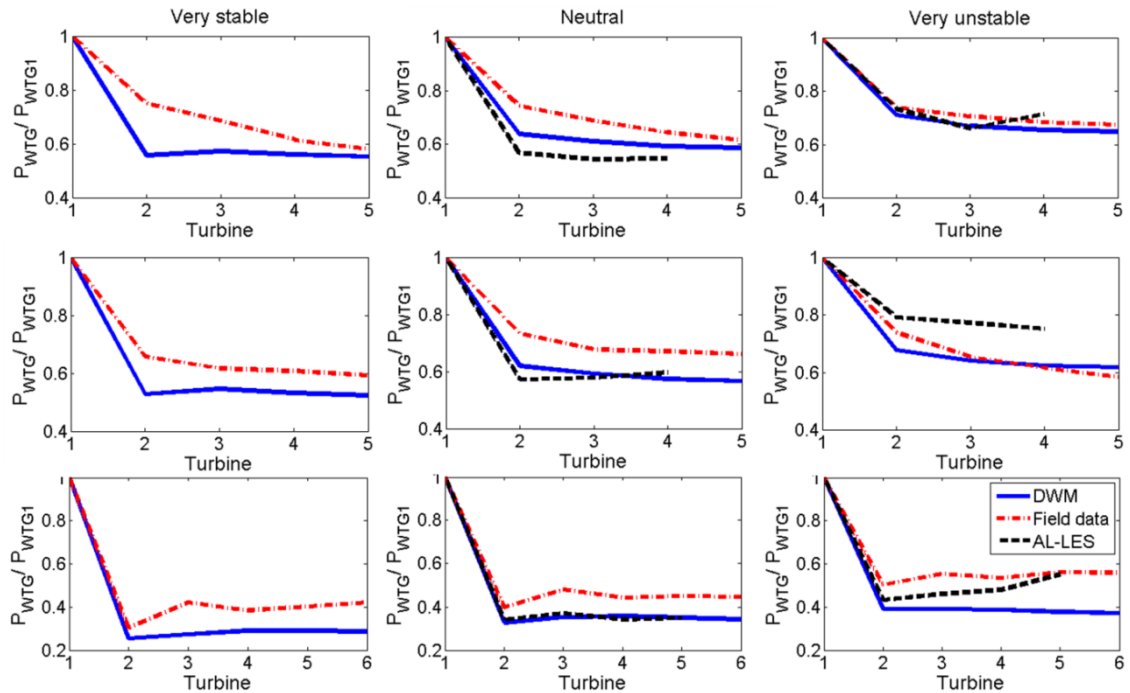 Very stable
Neutral
Very unstable
1
0.8
0.6
0.4
P_WTG/ P_WTG1
1 2 3 4 5
Turbine
1
0.8
0.6
0.4
P_WTG/ P_WTG1
1 2 3 4 5
Turbine
1
0.8
0.6
0.4
P_WTG/ P_WTG1
1 2 3 4 5
Turbine
1
0.8
0.6
0.4
P_WTG/ P_WTG1
1 2 3 4 5
Turbine
1
0.8
0.6
0.4
P_WTG/ P_WTG1
1 2 3 4 5
Turbine
1
0.8
0.6
0.4
P_WTG/ P_WTG1
1 2 3 4 5
Turbine
1
0.8
0.6
0.4
0.2
P_WTG/ P_WTG1
1 2 3 4 5 6
Turbine
1
0.8
0.6
0.4
0.2
P_WTG/ P_WTG1
1 2 3 4 5 6
Turbine
1
0.8
0.6
0.4
0.2
P_WTG/ P_WTG1
DWM
Field data
AL-LES
1 2 3 4 5 6
Turbine